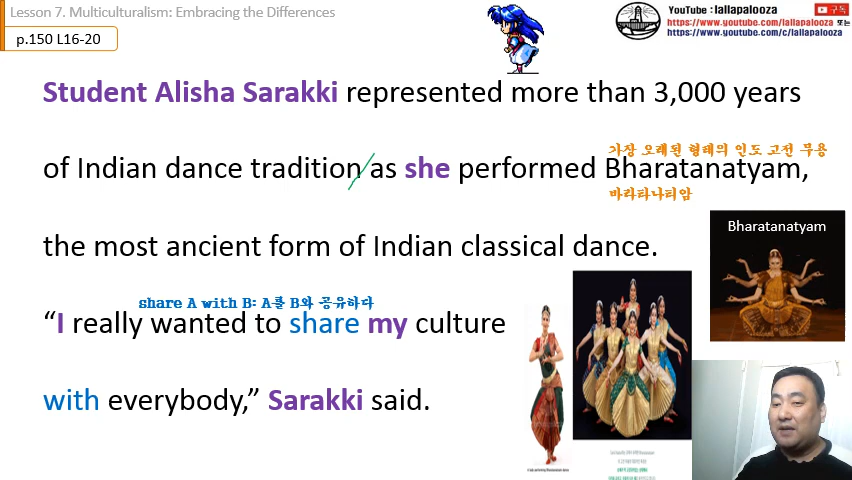 Lesson 7. Multiculturalism: Embracing the Differences
YouTube : lallapalooza
구독
https://www.youtube.com/lallapalooza 또는
https://www.youtube.com/c/lallapalooza
p.150 L16-20
Student Alisha Sarakki represented more than 3,000 years
가장 오래된 형태의 인도 고전 무용
of Indian dance tradition as she performed Bharatanatyam,
바라타나티암
the most ancient form of Indian classical dance.
Bharatanatyam
share A with B: A를 B와 공유하다
“I really wanted to share my culture
with everybody,” Sarakki said.